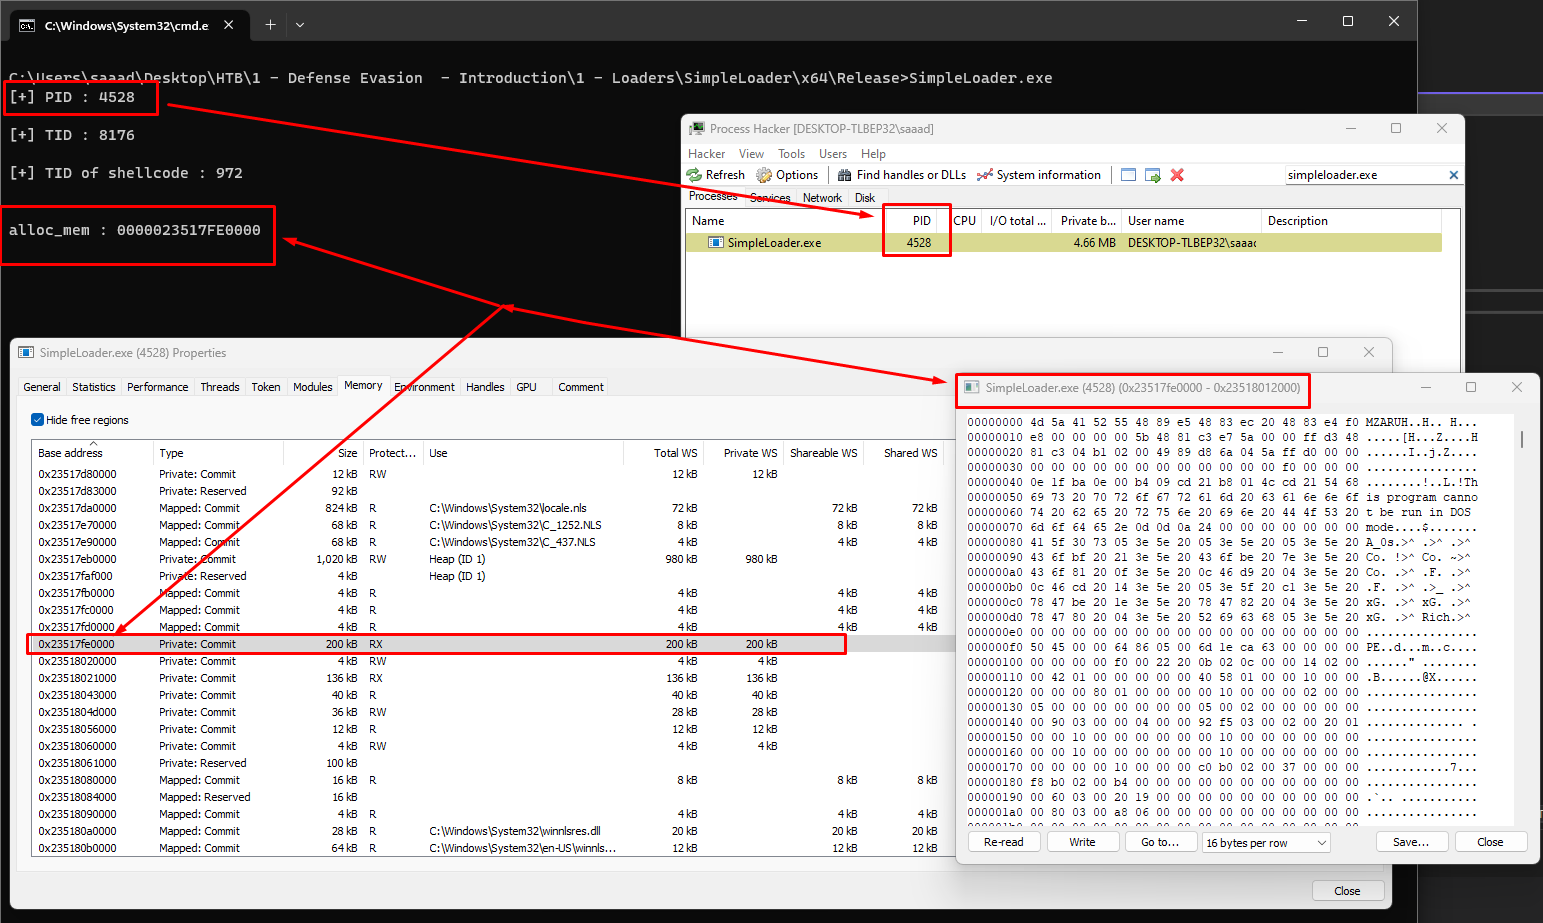 C:\Windows\System32\cmd.e
C:\Users\saaad\Desktop\HTB\1 - Defense Evasion  - Introduction\1 - Loaders\SimpleLoader\x64\Release>SimpleLoader.exe
[+] PID : 4528
[+] TID : 8176
[+] TID of shellcode : 972
alloc_mem : 0000023517FE0000
Process Hacker [DESKTOP-TLBEP32\saaad]
Hacker View Tools Users Help
Refresh Options Find handles or DLLs System information simpleloader.exe
Processes Services Network Disk
Name PID CPU I/O total ... Private b... User name Description
SimpleLoader.exe 4528 4.66 MB DESKTOP-TLBEP32\saaad
SimpleLoader.exe (4528) Properties
General Statistics Performance Threads Token Modules Memory Environment Handles GPU Comment
Hide free regions
Base address Type Size Protect... Use Total WS Private WS Shareable WS Shared WS
0x23517d80000 Private: Commit 12 kB RW 12 kB 12 kB
0x23517d83000 Private: Reserved 92 kB
0x23517da0000 Mapped: Commit 824 kB R C:\Windows\System32\locale.nls 72 kB 72 kB 72 kB
0x23517e70000 Mapped: Commit 68 kB R C:\Windows\System32\C_1252.NLS 8 kB 8 kB 8 kB
0x23517e90000 Mapped: Commit 68 kB R C:\Windows\System32\C_437.NLS 4 kB 4 kB 4 kB
0x23517eb0000 Private: Commit 1,020 kB RW Heap (ID 1) 980 kB 980 kB
0x23517faf000 Private: Reserved 4 kB Heap (ID 1)
0x23517fb0000 Mapped: Commit 4 kB R 4 kB 4 kB 4 kB
0x23517fc0000 Mapped: Commit 4 kB R 4 kB 4 kB 4 kB
0x23517fd0000 Mapped: Commit 4 kB R 4 kB 4 kB 4 kB
0x23517fe0000 Private: Commit 200 kB RX 200 kB 200 kB
0x23518020000 Private: Commit 4 kB RW 4 kB 4 kB
0x23518021000 Private: Commit 136 kB RX 136 kB 136 kB
0x23518043000 Private: Commit 40 kB R 40 kB 40 kB
0x2351804d000 Private: Commit 36 kB RW 28 kB 28 kB
0x23518056000 Private: Commit 12 kB R 12 kB 12 kB
0x23518060000 Private: Commit 4 kB RW 4 kB 4 kB
0x23518061000 Private: Reserved 100 kB
0x23518080000 Mapped: Commit 16 kB R 8 kB 8 kB 8 kB
0x23518084000 Mapped: Reserved 16 kB
0x23518090000 Mapped: Commit 4 kB R 4 kB 4 kB 4 kB
0x235180a0000 Mapped: Commit 28 kB R C:\Windows\System32\winnlsres.dll 20 kB 20 kB 20 kB
0x235180b0000 Mapped: Commit 64 kB R C:\Windows\System32\en-US\winnls... 12 kB 12 kB 12 kB
Close
SimpleLoader.exe (4528) (0x23517fe0000 - 0x23518012000)
00000000 4d 5a 41 52 55 48 89 e5 48 83 ec 20 48 83 e4 f0 MZARUH..H.. H...
00000010 e8 00 00 00 00 5b 48 81 c3 e7 5a 00 00 ff d3 48 .....[H...Z....H
00000020 81 c3 04 b1 02 00 49 89 d8 6a 04 5a ff d0 00 00 ......I..j.Z....
00000030 00 00 00 00 00 00 00 00 00 00 00 00 f0 00 00 00 ................
00000040 0e 1f ba 0e 00 b4 09 cd 21 b8 01 4c cd 21 54 68 ........!..L.!Th
00000050 69 73 20 70 72 6f 67 72 61 6d 20 63 61 6e 6e 6f is program canno
00000060 74 20 62 65 20 72 75 6e 20 69 6e 20 44 4f 53 20 t be run in DOS
00000070 6d 6f 64 65 2e 0d 0d 0a 24 00 00 00 00 00 00 00 mode....$.......
00000080 41 5f 30 73 05 3e 5e 20 05 3e 5e 20 05 3e 5e 20 A_0s.>^ .>^ .>^
00000090 43 6f bf 20 21 3e 5e 20 43 6f be 20 7e 3e 5e 20 Co. !>^ Co. ~>^
000000a0 43 6f 81 20 0f 3e 5e 20 0c 46 d9 20 04 3e 5e 20 Co. .>^ .F. .>^
000000b0 0c 46 cd 20 14 3e 5e 20 05 3e 5f 20 c1 3e 5e 20 .F. .>^ .>_ .>^
000000c0 78 47 be 20 1e 3e 5e 20 78 47 82 20 04 3e 5e 20 xG. .>^ xG. .>^
000000d0 78 47 80 20 04 3e 5e 20 52 69 63 68 05 3e 5e 20 xG. .>^ Rich.>^
000000e0 00 00 00 00 00 00 00 00 00 00 00 00 00 00 00 00 ................
000000f0 50 45 00 00 64 86 05 00 6d 1e ca 63 00 00 00 00 PE..d...m..c....
00000100 00 00 00 00 f0 00 22 20 0b 02 0c 00 00 14 02 00 ......" ........
00000110 00 42 01 00 00 00 00 00 40 58 01 00 00 10 00 00 .B......@X......
00000120 00 00 00 80 01 00 00 00 00 10 00 00 00 02 00 00 ................
00000130 05 00 00 00 00 00 00 00 05 00 02 00 00 00 00 00 ................
00000140 00 90 03 00 00 04 00 00 92 f5 03 00 02 00 20 01 .............. .
00000150 00 00 10 00 00 00 00 00 00 10 00 00 00 00 00 00 ................
00000160 00 00 10 00 00 00 00 00 00 10 00 00 00 00 00 00 ................
00000170 00 00 00 00 10 00 00 00 c0 b0 02 00 37 00 00 00 ............7...
00000180 f8 b0 02 00 b4 00 00 00 00 00 00 00 00 00 00 00 ................
00000190 00 60 03 00 20 19 00 00 00 00 00 00 00 00 00 00 .`.. ...........
000001a0 00 80 03 00 a8 06 00 00 00 00 00 00 00 00 00 00 ................
Re-read Write Go to... 16 bytes per row Save... Close